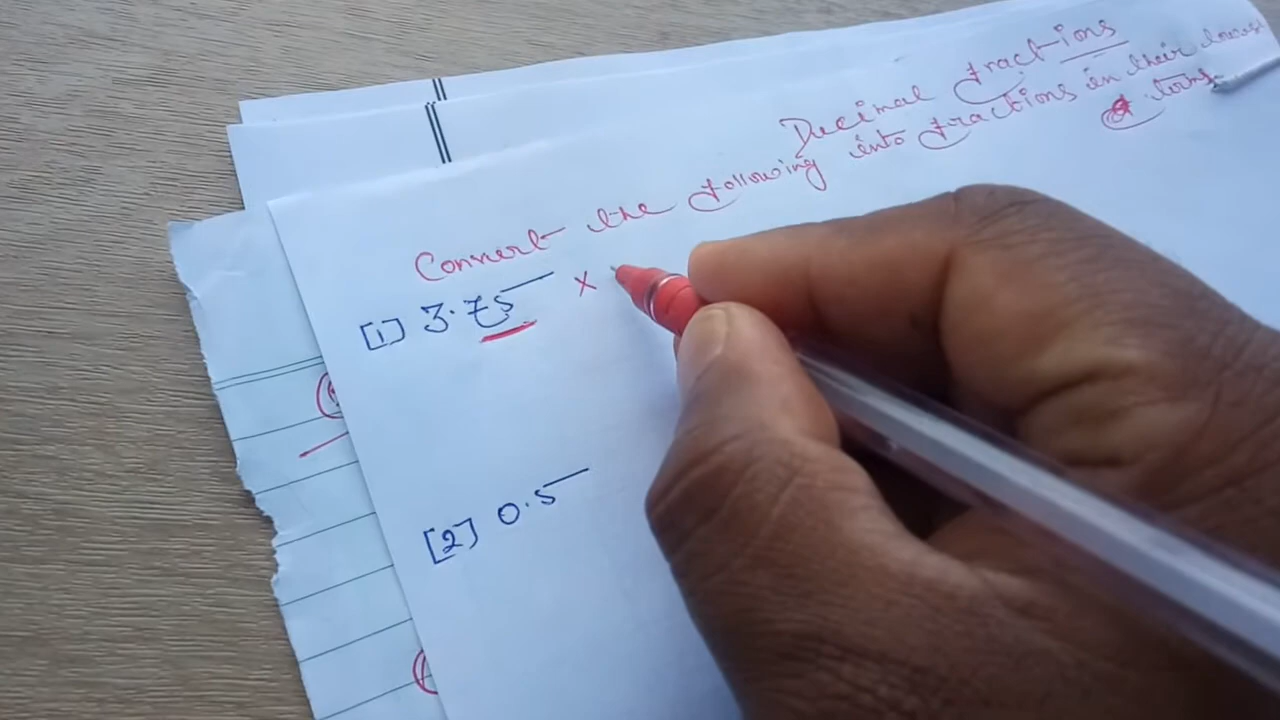 Decimal fractions
Convert the following into fractions in their lowest terms
[1] 3.75 ×
[2] 0.5